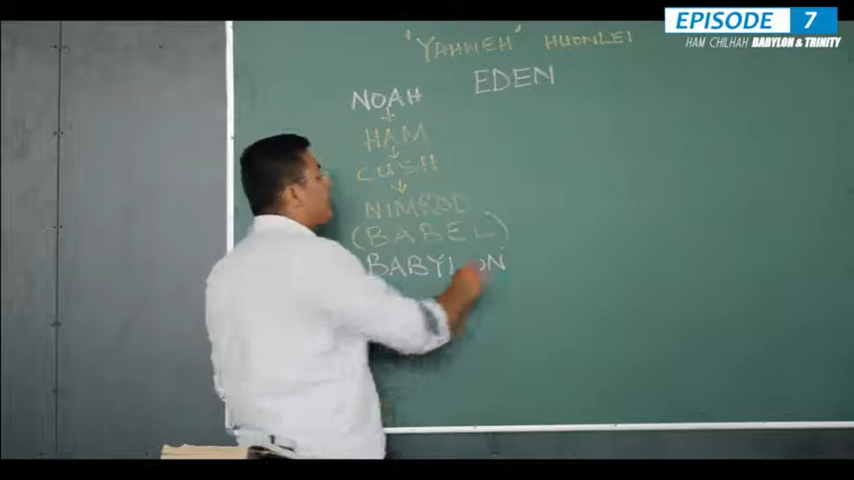 EPISODE 7
HAM CHILHAH BABYLON & TRINITY
"YAHWEH" HUONLEI
EDEN
NOAH
↓
HAM
↓
CUSH
↓
NIMROD
(BABEL)
BABYLON